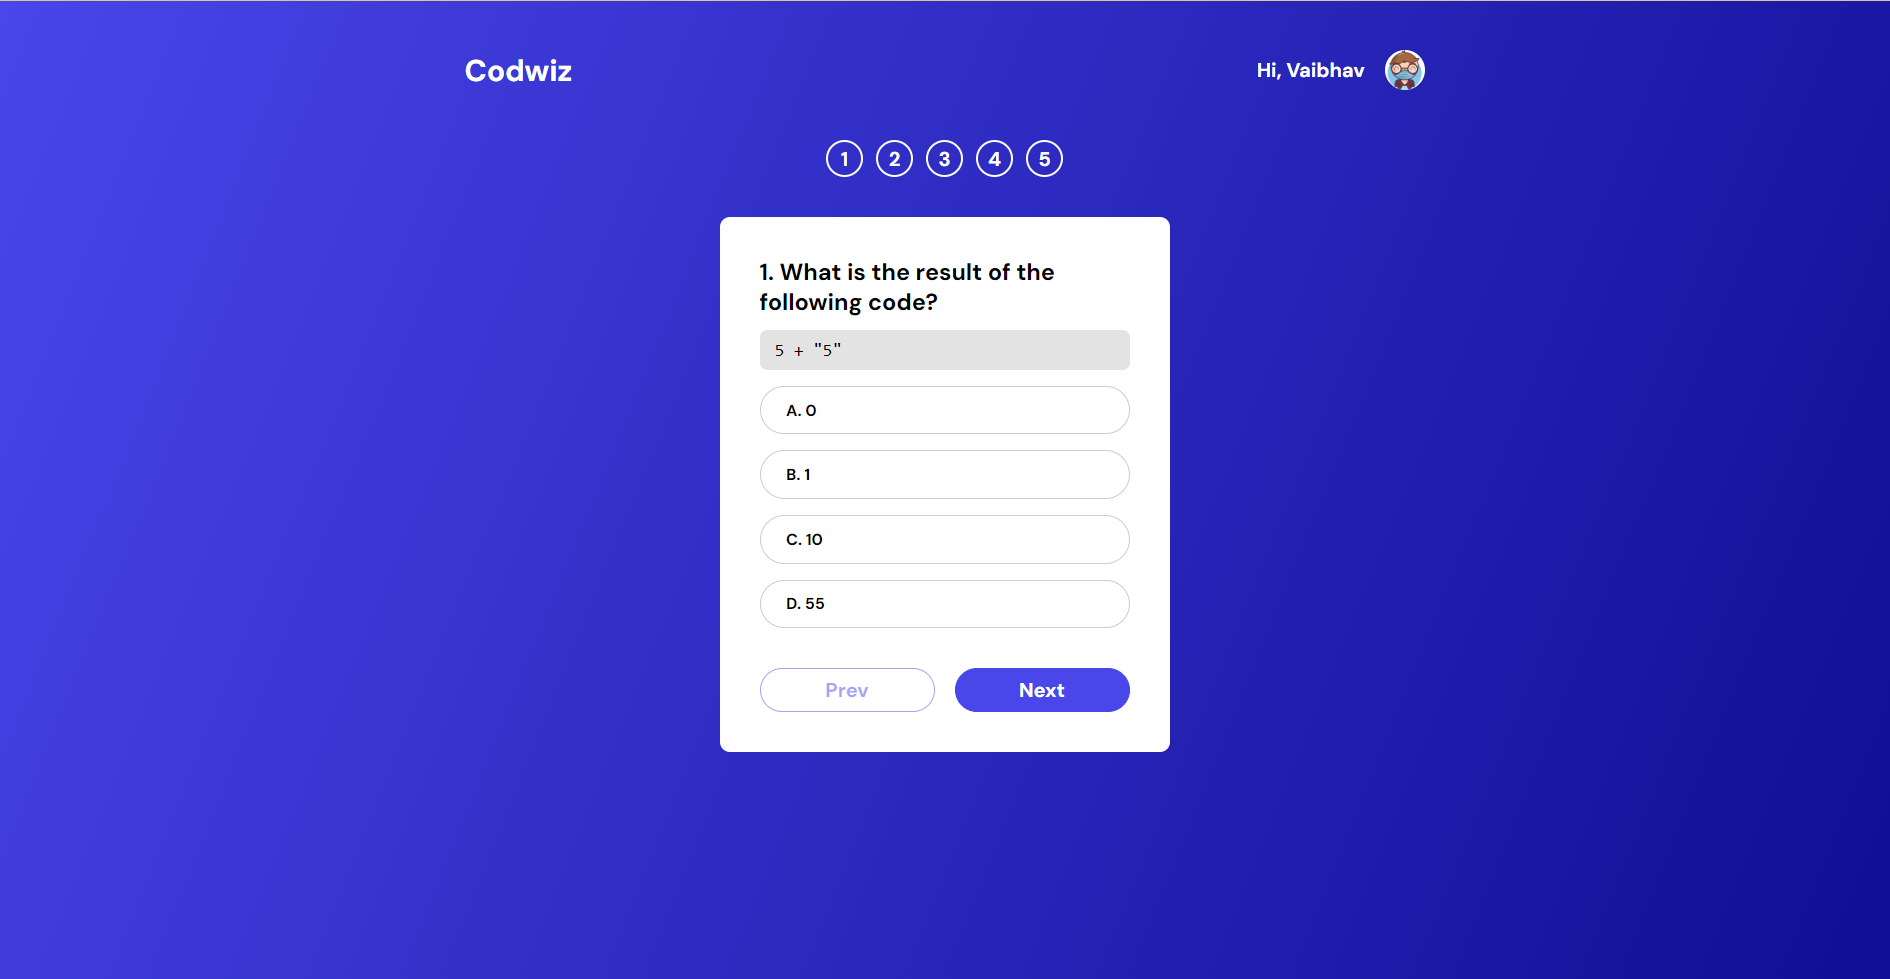 Codwiz
Hi, Vaibhav
1 2 3 4 5
1. What is the result of the
following code?
5 + "5"
A. 0
B. 1
C. 10
D. 55
Prev
Next